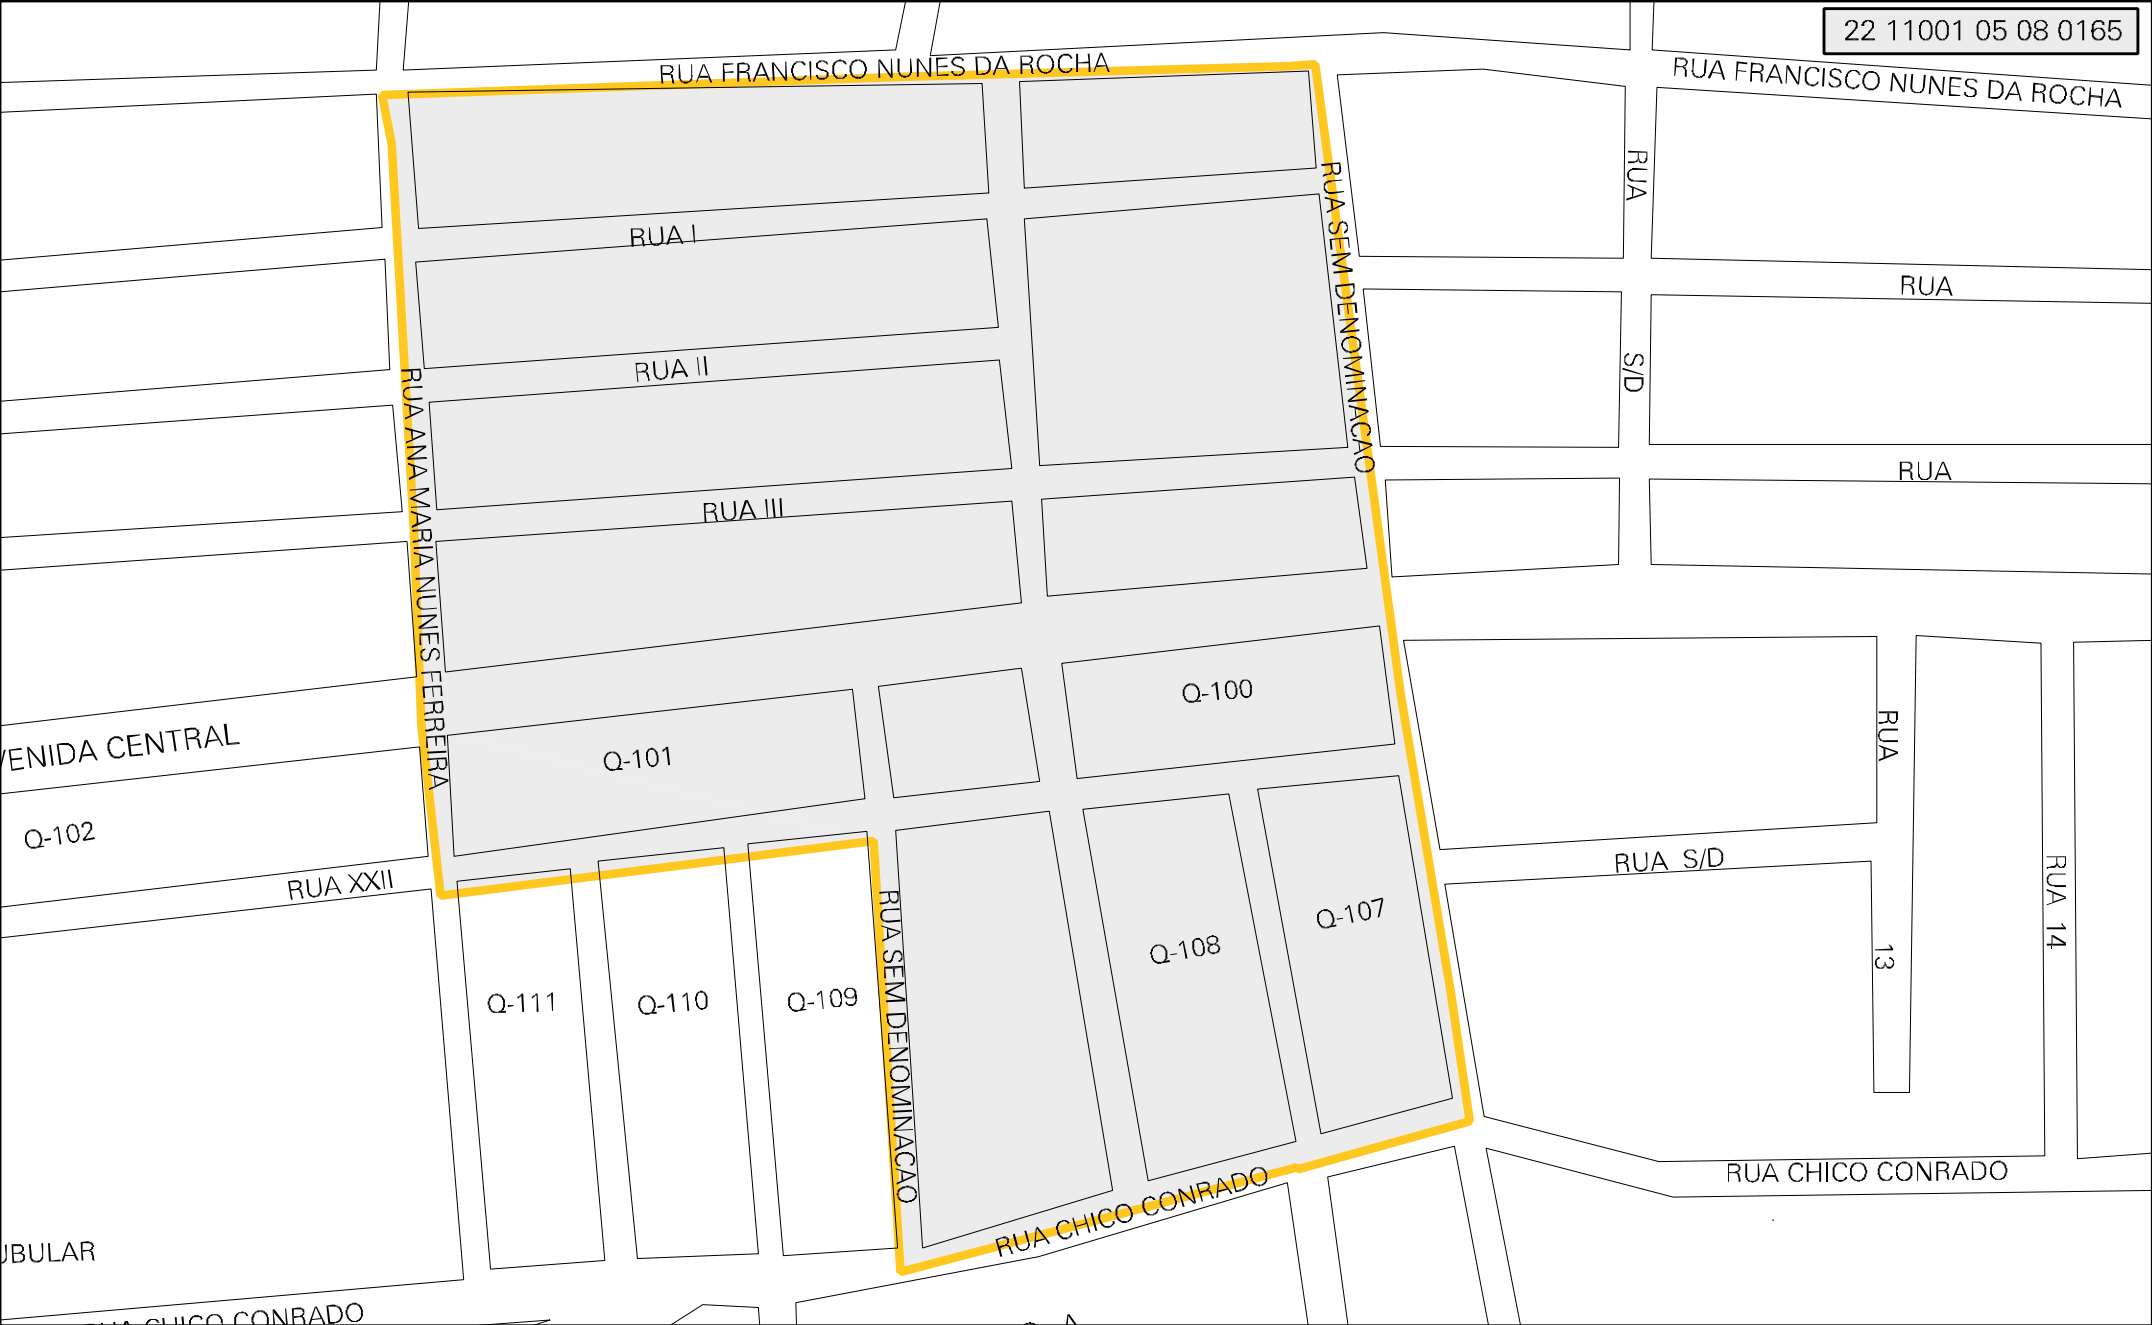 22 11001 05 08 0165
RUA FRANCISCO NUNES DA ROCHA
RUA FRANCISCO NUNES DA ROCHA
RUA
RUA I
RUA SEM DENOMINACAO
RUA
RUA II
S/D
RUA ANA MARIA NUNES FERREIRA
RUA
RUA III
Q-100
RUA
VENIDA CENTRAL
Q-101
Q-102
RUA S/D
RUA XXII
RUA 14
Q-107
Q-108
13
RUA SEM DENOMINACAO
Q-111
Q-110
Q-109
RUA CHICO CONRADO
RUA CHICO CONRADO
UBULAR
RUA CHICO CONRADO